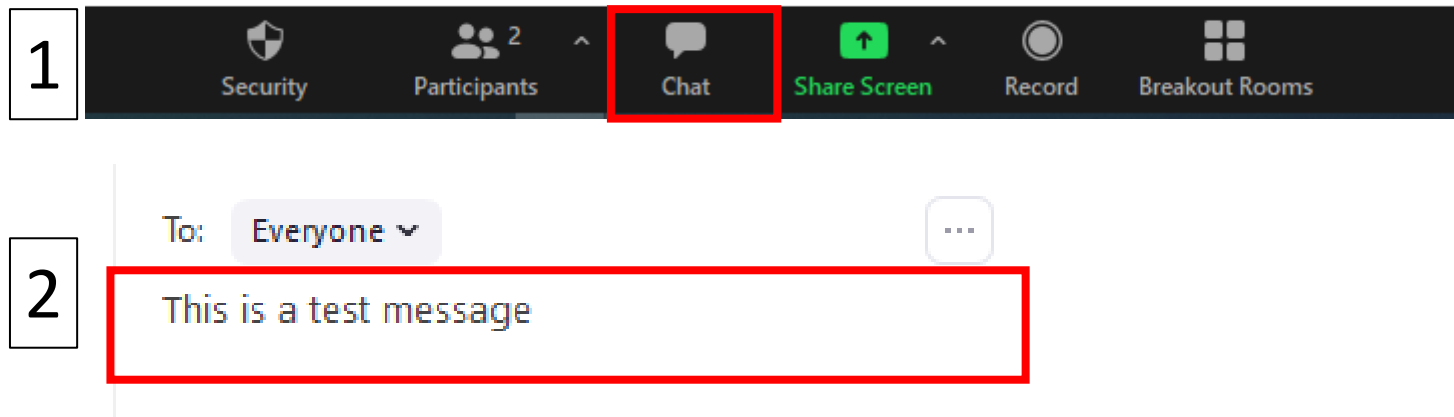 1
2
Security Participants Chat Share Screen Record Breakout Rooms
2
To: Everyone
This is a test message